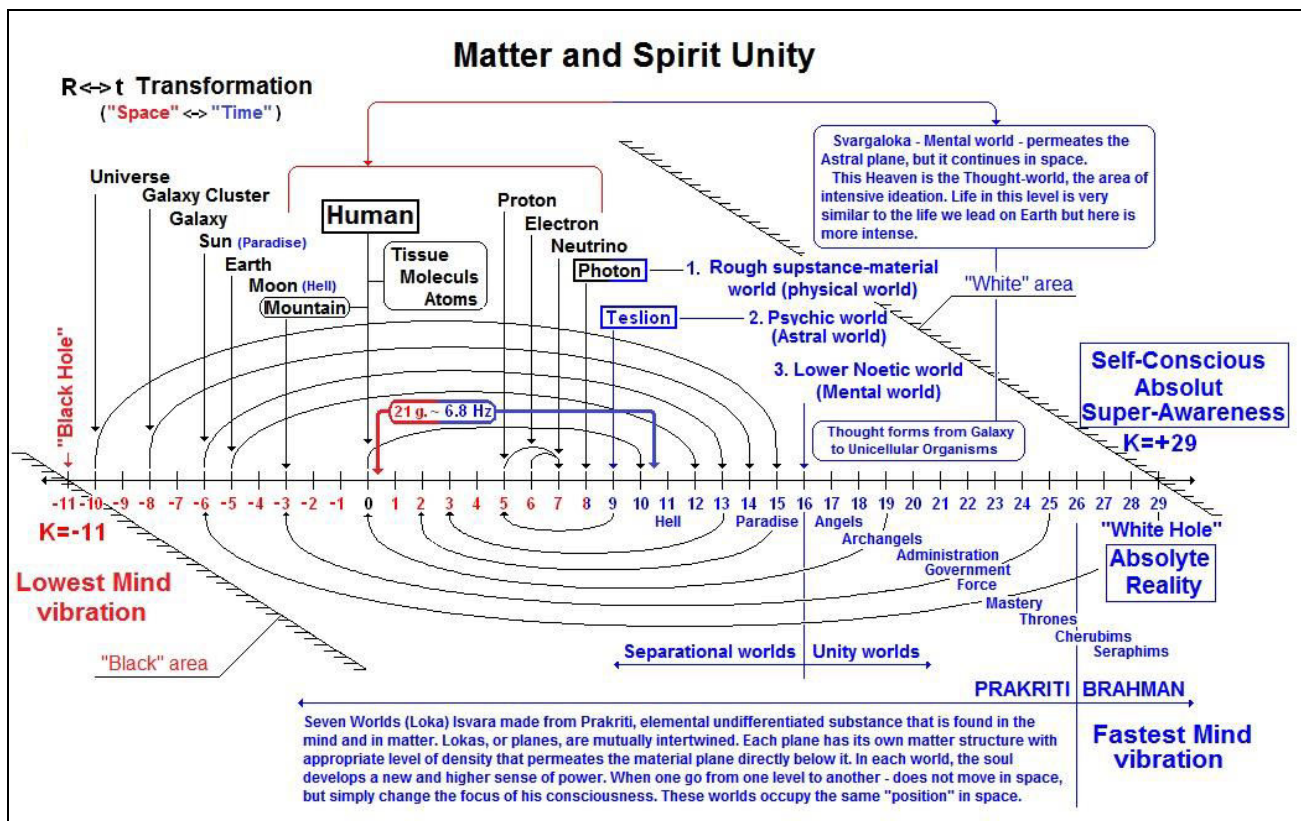 Matter and Spirit Unity
R<->t Transformation
("Space" <-> "Time")
Universe
Galaxy Cluster
Galaxy
Sun (Paradise)
Earth
Moon (Hell)
Mountain
Human
Tissue
Moleculs
Atoms
Proton
Electron
Neutrino
Photon
Teslion
1. Rough supstance-material
world (physical world)
2. Psychic world
(Astral world)
3. Lower Noetic world
(Mental world)
Svargaloka - Mental world - permeates the
Astral plane, but it continues in space.
This Heaven is the Thought-world, the area of
intensive ideation. Life in this level is very
similar to the life we lead on Earth but here is
more intense.
"White" area
Self-Conscious
Absolut
Super-Awareness
K=+29
Thought forms from Galaxy
to Unicellular Organisms
"Black Hole"
21 g. ~ 6.8 Hz
-11 -10 -9 -8 -7 -6 -5 -4 -3 -2 -1 0 1 2 3 4 5 6 7 8 9 10 11 12 13 14 15 16 17 18 19 20 21 22 23 24 25 26 27 28 29
K=-11
Lowest Mind
vibration
"Black" area
Hell
Paradise
Angels
Archangels
Administration
Government
Force
Mastery
Thrones
Cherubims
Seraphims
"White Hole"
Absolyte
Reality
Separational worlds
Unity worlds
PRAKRITI
BRAHMAN
Seven Worlds (Loka) Isvara made from Prakriti, elemental undifferentiated substance that is found in the
mind and in matter. Lokas, or planes, are mutually intertwined. Each plane has its own matter structure with
appropriate level of density that permeates the material plane directly below it. In each world, the soul
develops a new and higher sense of power. When one go from one level to another - does not move in space,
but simply change the focus of his consciousness. These worlds occupy the same "position" in space.
Fastest Mind
vibration